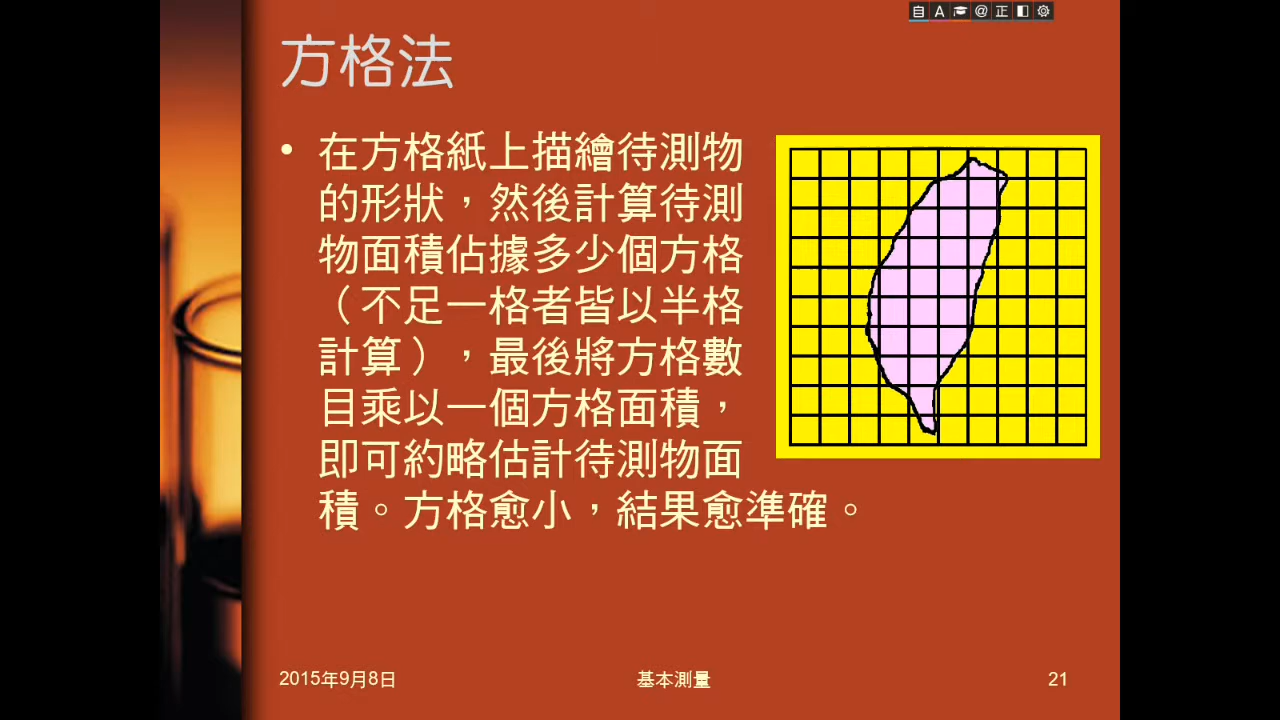 自 A @ 正
方格法
• 在方格紙上描繪待測物
的形狀，然後計算待測
物面積佔據多少個方格
（不足一格者皆以半格
計算），最後將方格數
目乘以一個方格面積，
即可約略估計待測物面
積。方格愈小，結果愈準確。
2015年9月8日 基本測量 21